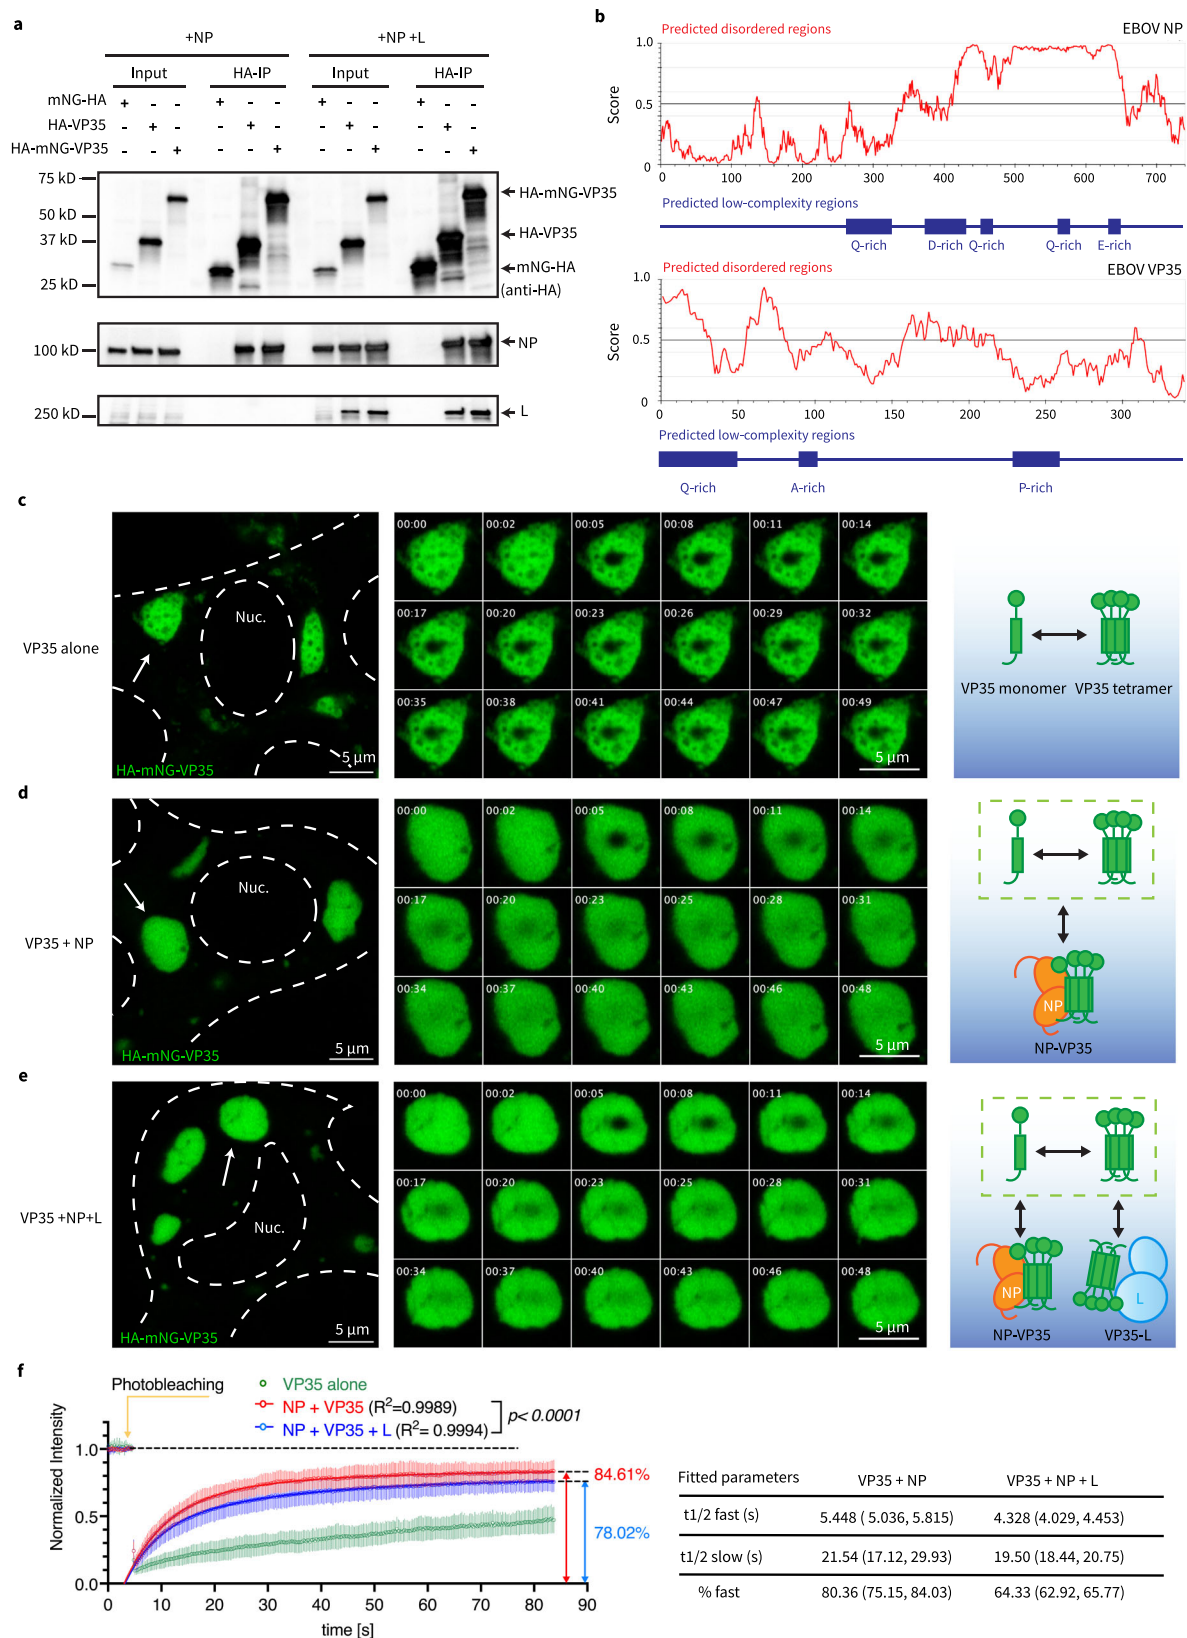 a
+NP
+NP +L
Input
HA-IP
Input
HA-IP
mNG-HA + - - + - - + - - + - -
HA-VP35 - + - - + - - + - - + -
HA-mNG-VP35 - - + - - + - - + - - +
75 kD
50 kD
37 kD
25 kD
HA-mNG-VP35
HA-VP35
mNG-HA
(anti-HA)
100 kD
NP
250 kD
L
b
Predicted disordered regions
EBOV NP
1.0
0.5
0
Score
0 100 200 300 400 500 600 700
Predicted low-complexity regions
Q-rich D-rich Q-rich Q-rich E-rich
Predicted disordered regions
EBOV VP35
1.0
0.5
0
Score
0 50 100 150 200 250 300
Predicted low-complexity regions
Q-rich A-rich P-rich
c
VP35 alone
Nuc.
HA-mNG-VP35
5 µm
00:00 00:02 00:05 00:08 00:11 00:14
00:17 00:20 00:23 00:26 00:29 00:32
00:35 00:38 00:41 00:44 00:47 00:49
5 µm
VP35 monomer VP35 tetramer
d
VP35 + NP
Nuc.
HA-mNG-VP35
5 µm
00:00 00:02 00:05 00:08 00:11 00:14
00:17 00:20 00:23 00:25 00:28 00:31
00:34 00:37 00:40 00:43 00:46 00:48
5 µm
NP
NP-VP35
e
VP35 +NP+L
Nuc.
HA-mNG-VP35
5 µm
00:00 00:02 00:05 00:08 00:11 00:14
00:17 00:20 00:23 00:25 00:28 00:31
00:34 00:37 00:40 00:43 00:46 00:48
5 µm
NP
L
NP-VP35 VP35-L
f
Photobleaching
VP35 alone
NP + VP35 (R²=0.9989)
NP + VP35 + L (R²= 0.9994)
p< 0.0001
Normalized Intensity
1.0
0.5
0.0
84.61%
78.02%
0 10 20 30 40 50 60 70 80 90
time [s]
Fitted parameters VP35 + NP VP35 + NP + L
t1/2 fast (s) 5.448 ( 5.036, 5.815) 4.328 (4.029, 4.453)
t1/2 slow (s) 21.54 (17.12, 29.93) 19.50 (18.44, 20.75)
% fast 80.36 (75.15, 84.03) 64.33 (62.92, 65.77)